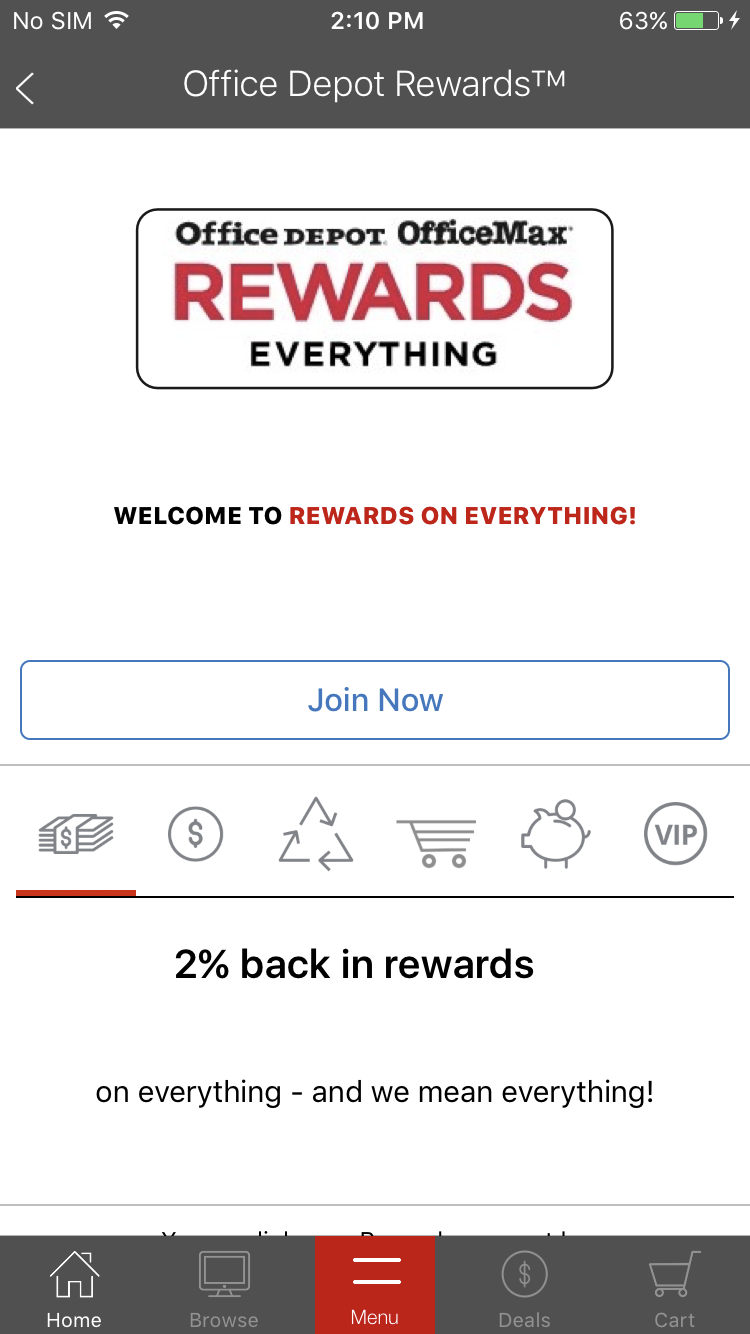 No SIM 2:10 PM 63%
Office Depot Rewards™
Office DEPOT OfficeMax
REWARDS
EVERYTHING
WELCOME TO REWARDS ON EVERYTHING!
Join Now
$ $ VIP
2% back in rewards
on everything - and we mean everything!
$
Home Browse Menu Deals Cart